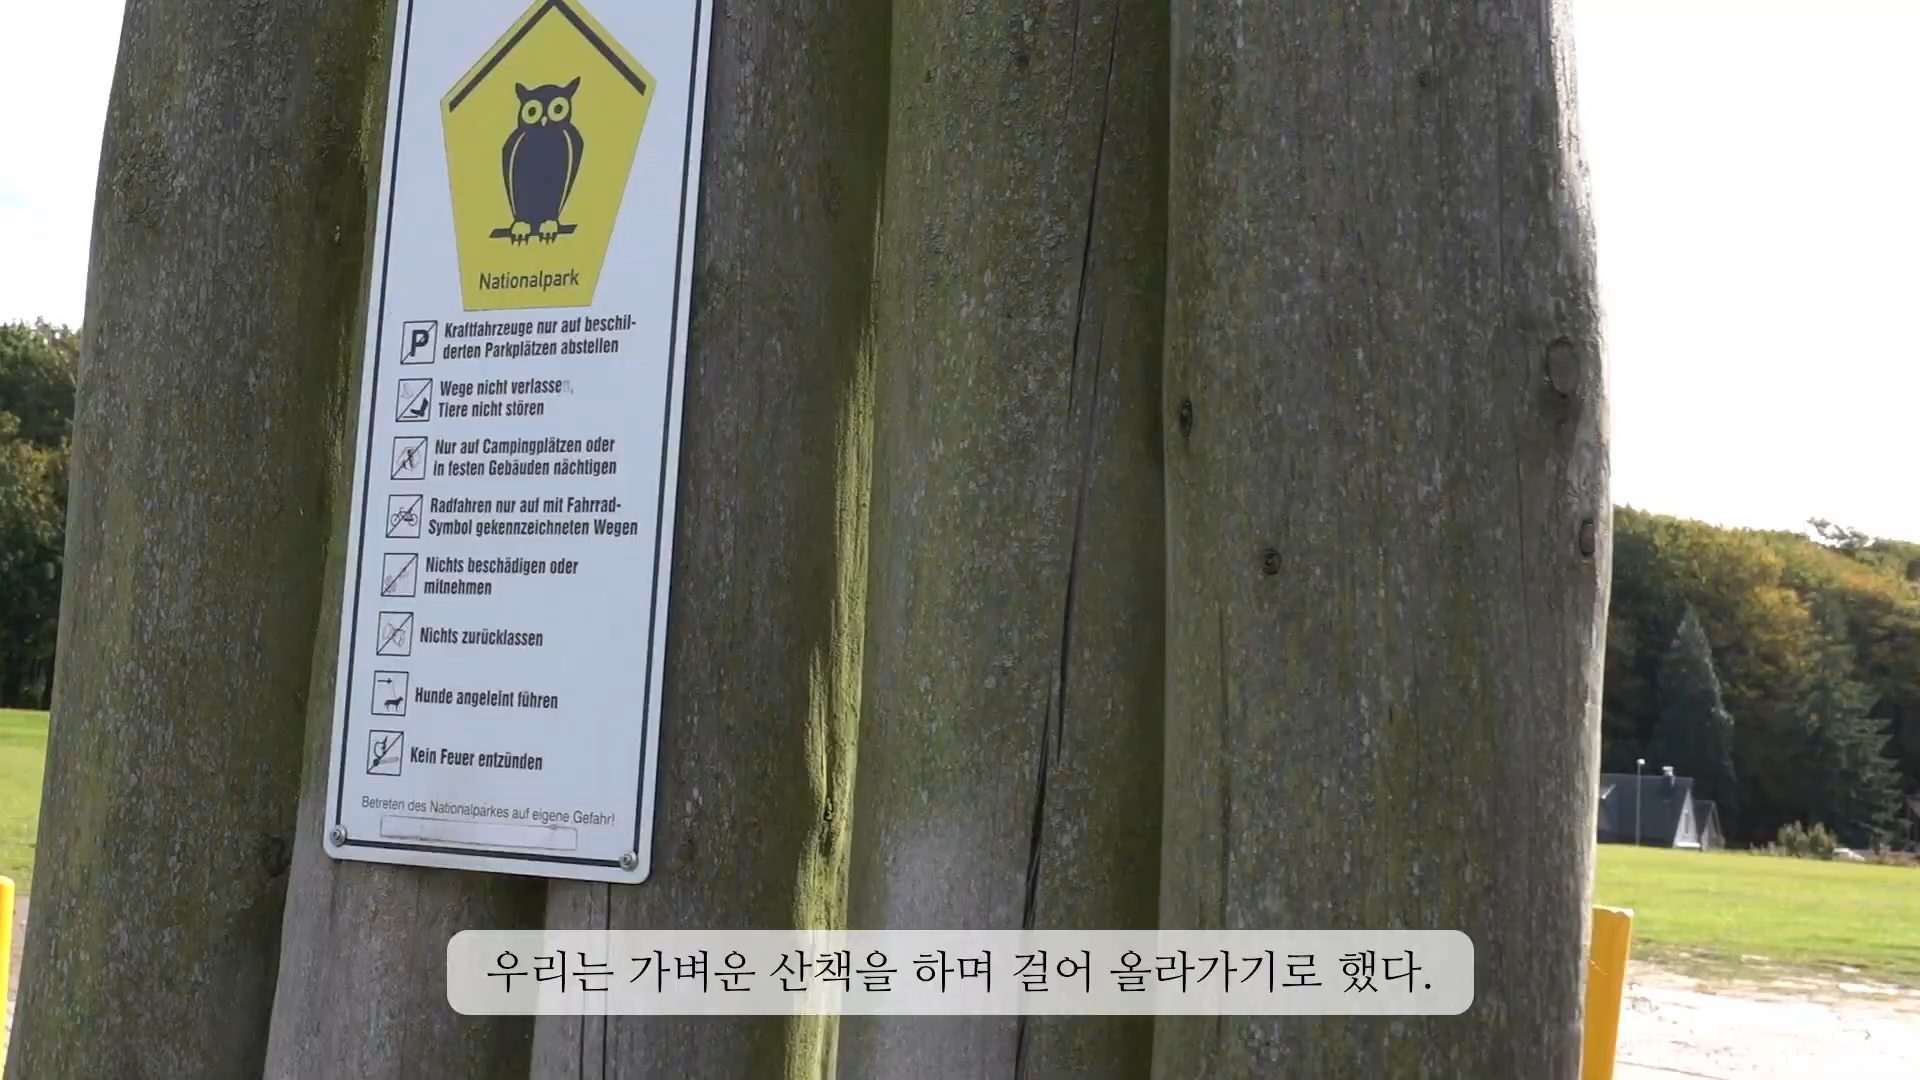 Nationalpark
Kraftfahrzeuge nur auf beschil-
derten Parkplätzen abstellen
Wege nicht verlassen,
Tiere nicht stören
Nur auf Campingplätzen oder
in festen Gebäuden nächtigen
Radfahren nur auf mit Fahrrad-
Symbol gekennzeichneten Wegen
Nichts beschädigen oder
mitnehmen
Nichts zurücklassen
Hunde angeleint führen
Kein Feuer entzünden
Betreten des Nationalparkes auf eigene Gefahr!
우리는 가벼운 산책을 하며 걸어 올라가기로 했다.